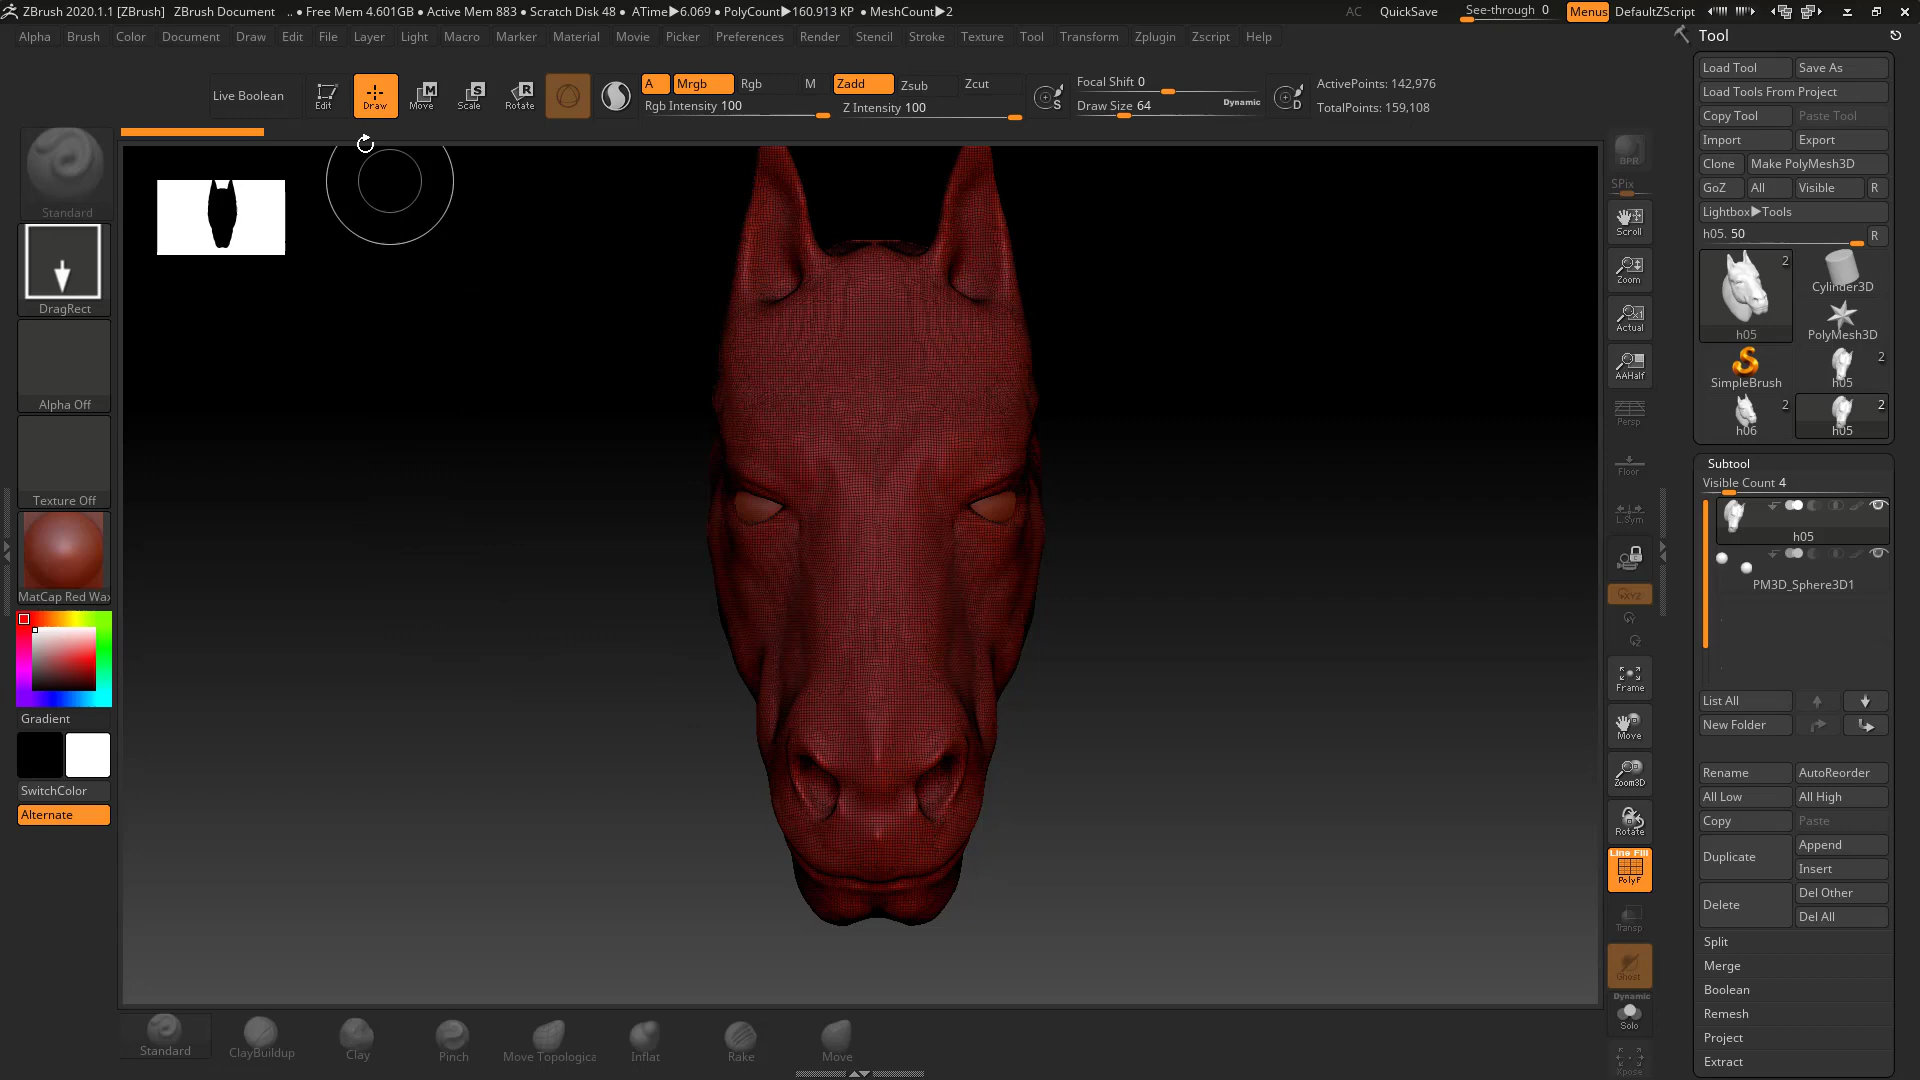 ZBrush 2020.1.1 [ZBrush] ZBrush Document .. • Free Mem 4.601GB • Active Mem 883 • Scratch Disk 48 • ATime▶6.069 • PolyCount▶160.913 KP • MeshCount▶2 AC QuickSave See-through 0 Menus DefaultZScript
Alpha Brush Color Document Draw Edit File Layer Light Macro Marker Material Movie Picker Preferences Render Stencil Stroke Texture Tool Transform Zplugin Zscript Help
Tool
Load Tool Save As
Load Tools From Project
Copy Tool Paste Tool
Import Export
Clone Make PolyMesh3D
GoZ All Visible R
Lightbox▶Tools
h05. 50 R
2
Cylinder3D
h05 PolyMesh3D
2
SimpleBrush h05
2 2
h06 h05
Subtool
Visible Count 4
h05
PM3D_Sphere3D1
List All
New Folder
Rename AutoReorder
All Low All High
Copy Paste
Duplicate Append
Insert
Delete Del Other
Del All
Split
Merge
Boolean
Remesh
Project
Extract
Live Boolean
Edit Draw Move Scale Rotate
M S R
A Mrgb Rgb M
Rgb Intensity 100
Zadd Zsub Zcut
Z Intensity 100
S
Focal Shift 0
Draw Size 64 Dynamic
D
ActivePoints: 142,976
TotalPoints: 159,108
Standard
DragRect
Alpha Off
Texture Off
MatCap Red Wax
Gradient
SwitchColor
Alternate
BPR
SPix
Scroll
Zoom
Actual
AAHalf
Persp
Floor
L.Sym
XYZ
Frame
Move
Zoom3D
Rotate
Line Fill
PolyF
Transp
Ghost
Dynamic
Solo
Xpose
Standard ClayBuildup Clay Pinch Move Topologica Inflat Rake Move